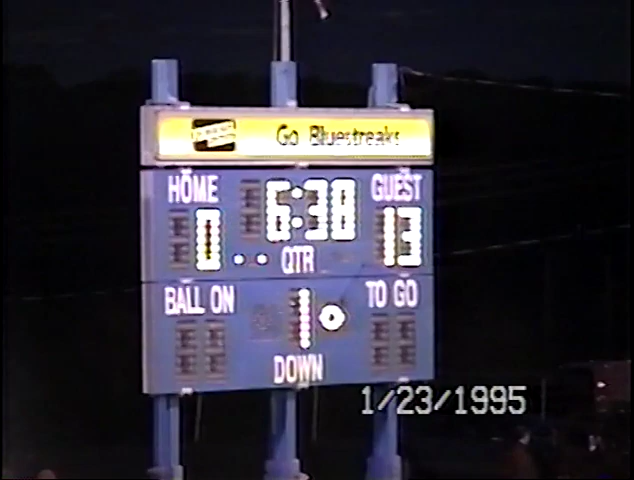 Go Bluestreaks
HOME 6:38 GUEST
0 13
QTR
BALL ON 1 TO GO
DOWN
1/23/1995